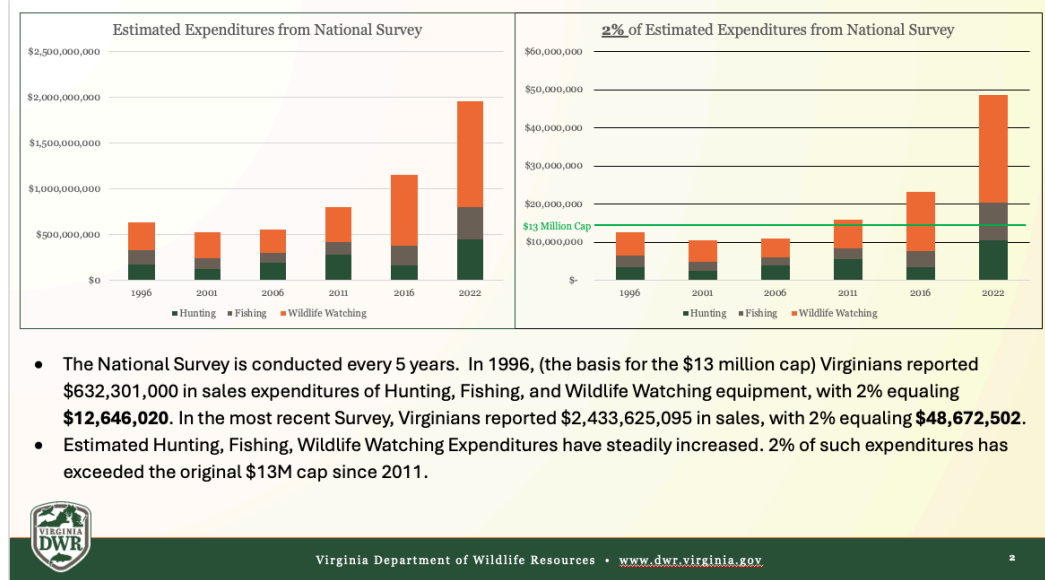 Estimated Expenditures from National Survey
$2,500,000,000
$2,000,000,000
$1,500,000,000
$1,000,000,000
$500,000,000
$0
1996 2001 2006 2011 2016 2022
Hunting Fishing Wildlife Watching
2% of Estimated Expenditures from National Survey
$60,000,000
$50,000,000
$40,000,000
$30,000,000
$20,000,000
$13 Million Cap
$10,000,000
$-
1996 2001 2006 2011 2016 2022
Hunting Fishing Wildlife Watching
● The National Survey is conducted every 5 years. In 1996, (the basis for the $13 million cap) Virginians reported
$632,301,000 in sales expenditures of Hunting, Fishing, and Wildlife Watching equipment, with 2% equaling
$12,646,020. In the most recent Survey, Virginians reported $2,433,625,095 in sales, with 2% equaling $48,672,502.
● Estimated Hunting, Fishing, Wildlife Watching Expenditures have steadily increased. 2% of such expenditures has
exceeded the original $13M cap since 2011.
VIRGINIA
DWR
Virginia Department of Wildlife Resources • www.dwr.virginia.gov
2